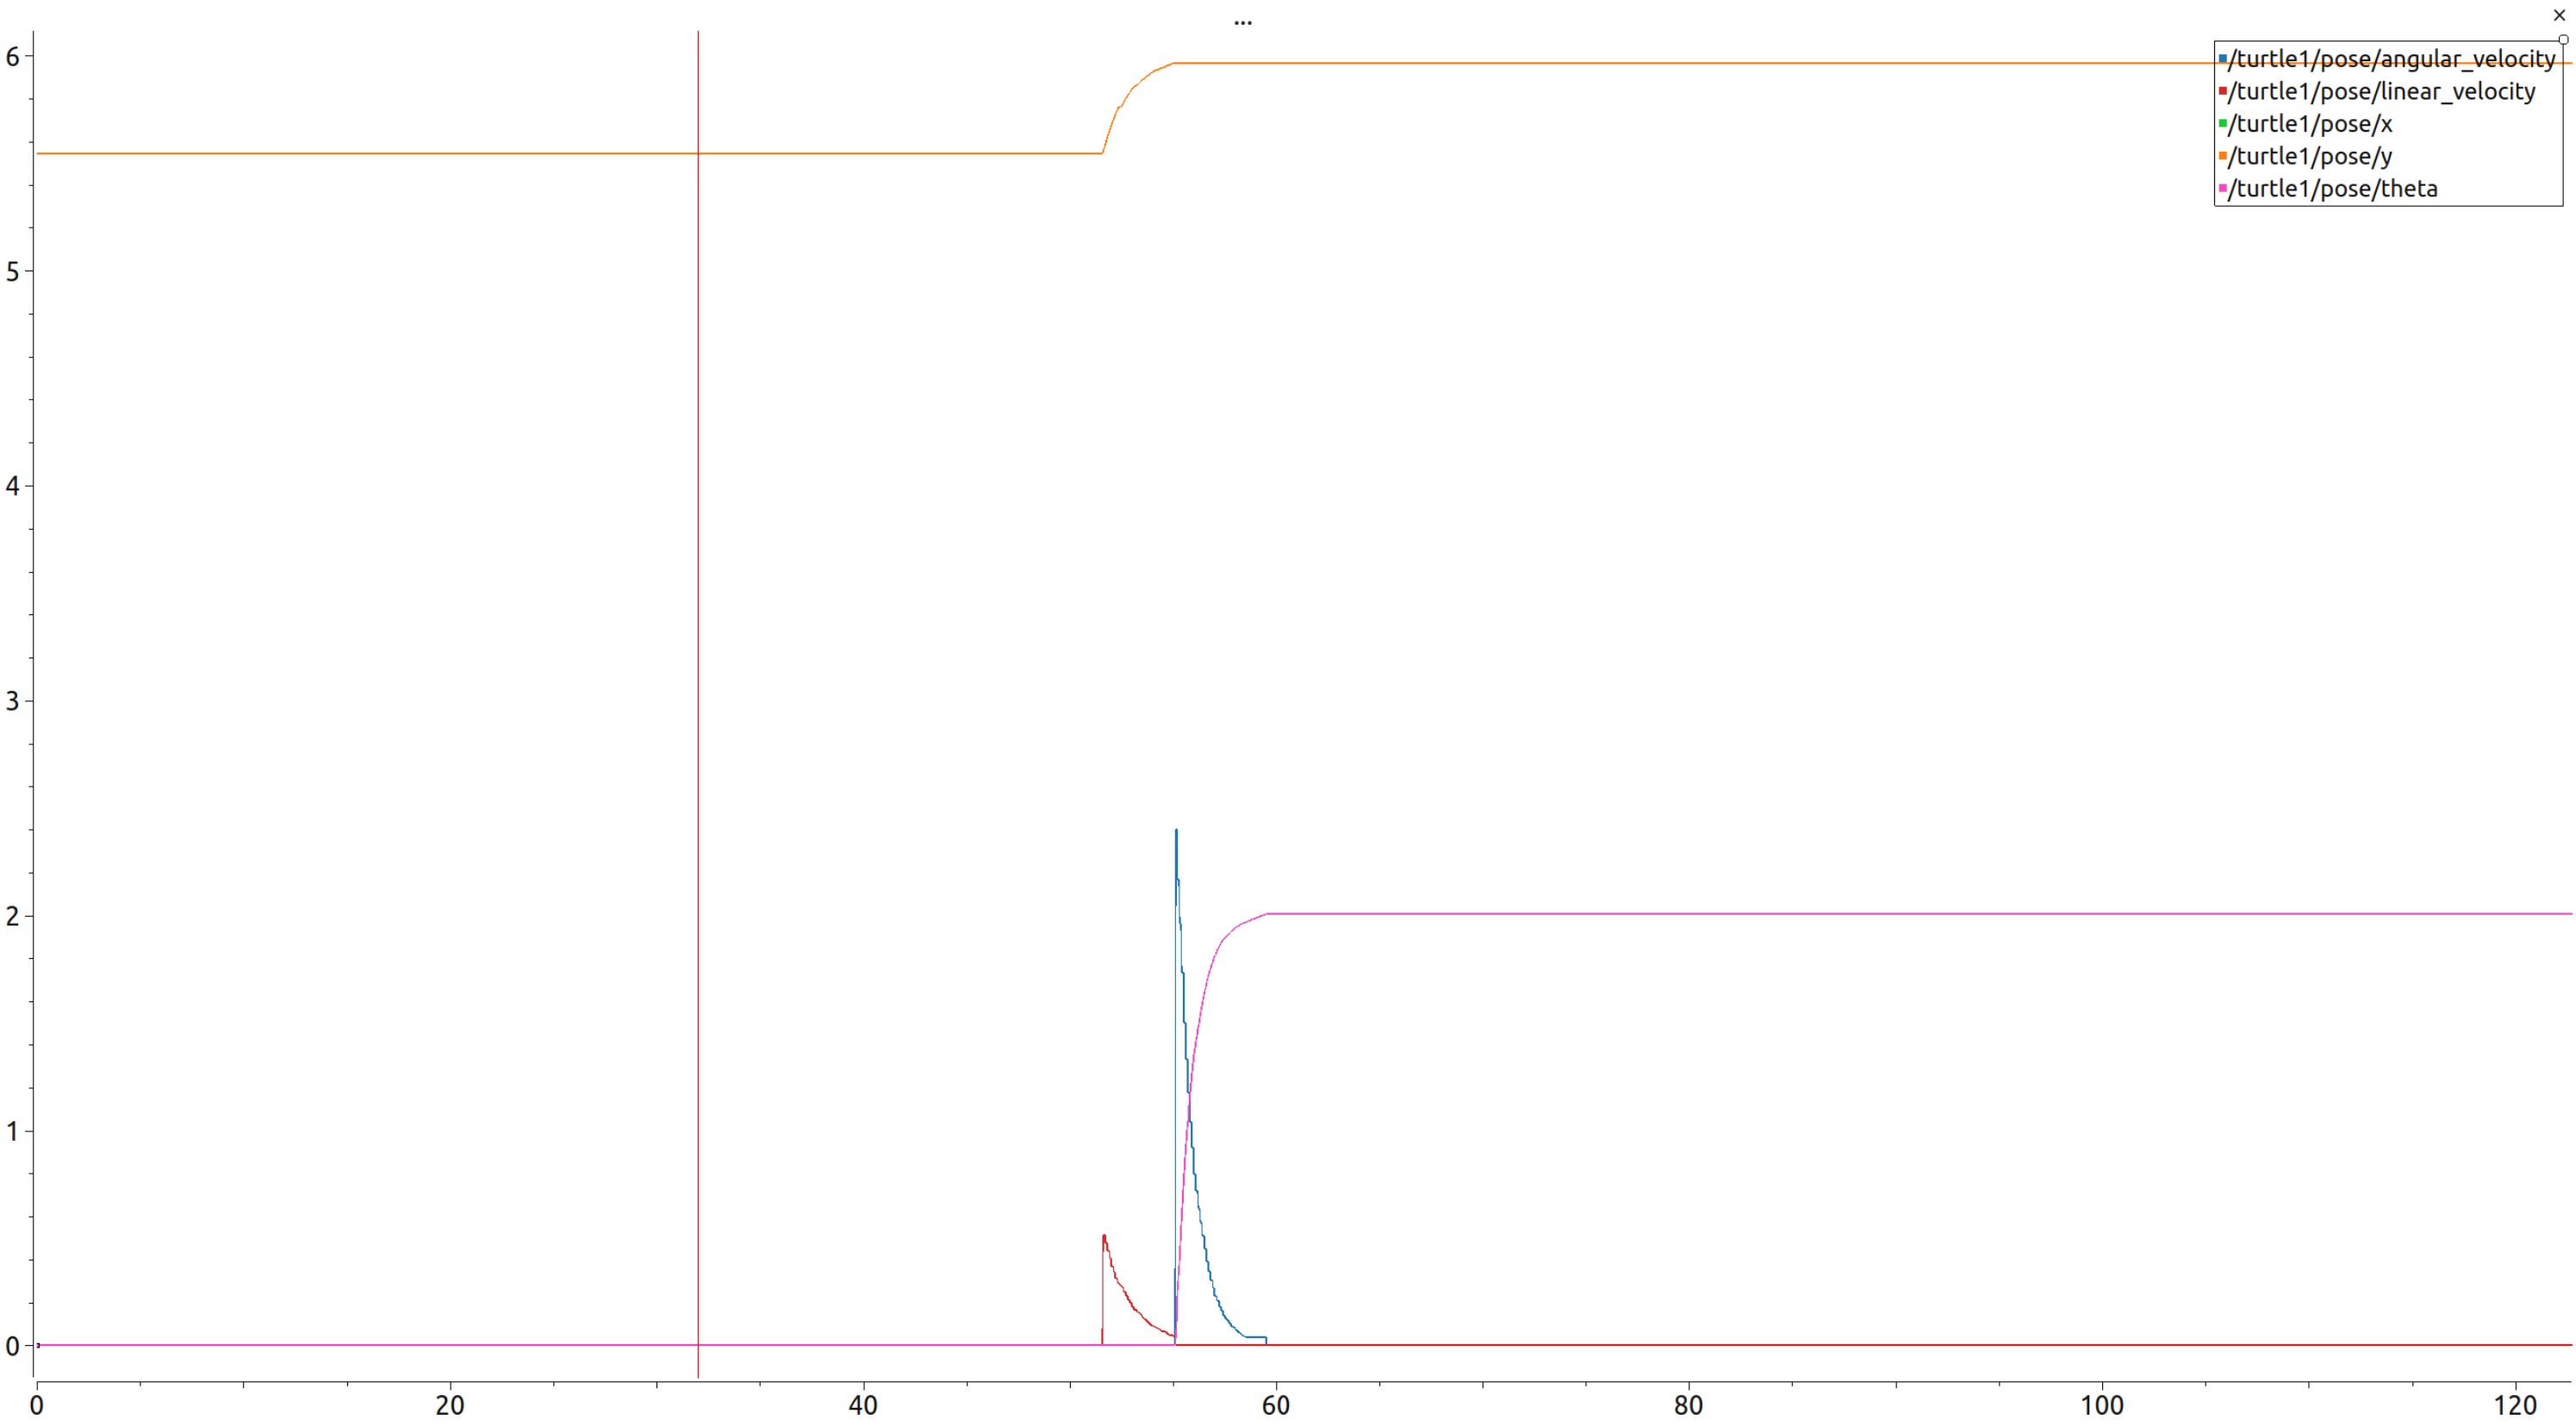 ...
×
/turtle1/pose/angular_velocity
/turtle1/pose/linear_velocity
/turtle1/pose/x
/turtle1/pose/y
/turtle1/pose/theta
6
5
4
3
2
1
0
0 20 40 60 80 100 120